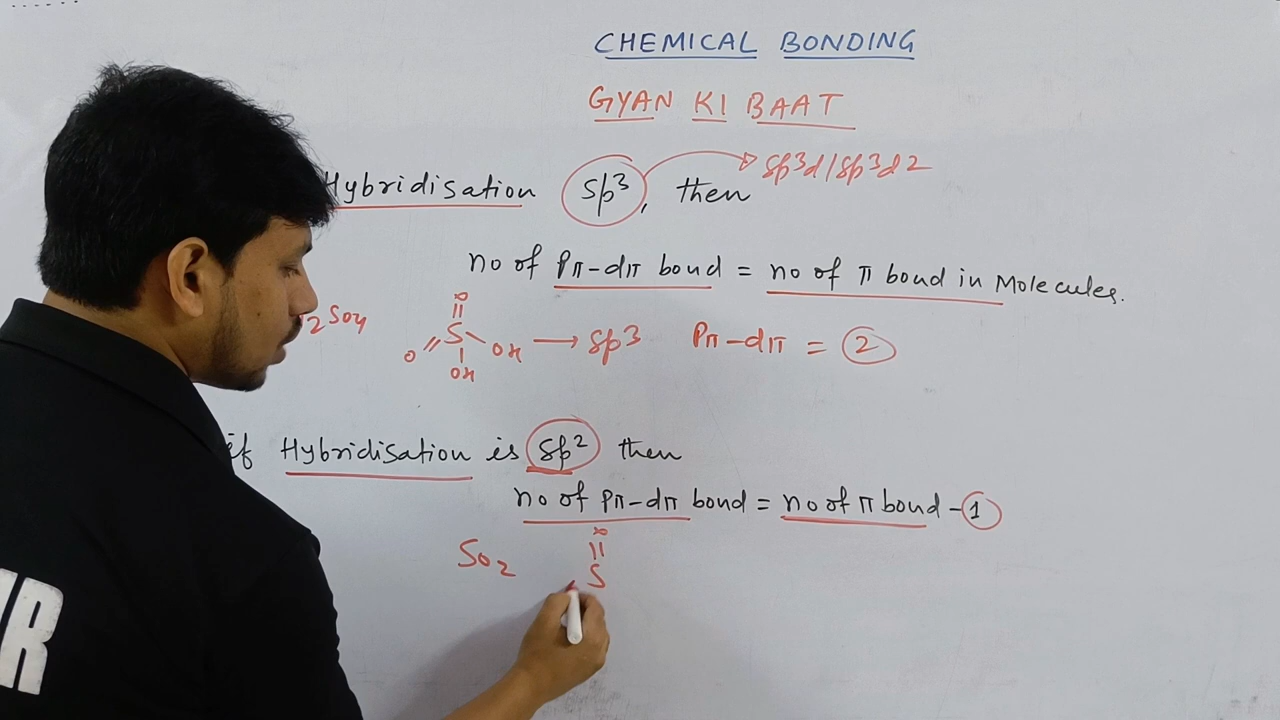 CHEMICAL BONDING
GYAN KI BAAT
Hybridisation sp³, then → sp³d/sp³d2
no of Pπ-dπ bond = no of π bond in Molecules.
2SO4 O S O OH OH → sp3 Pπ-dπ = 2
if Hybridisation is sp² then
no of Pπ-dπ bond = no of π bond - 1
SO2 O S